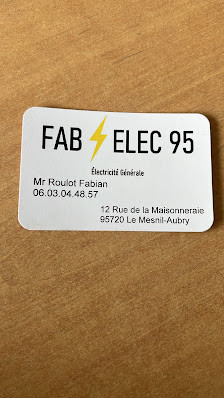 FAB ELEC 95
Électricité Générale
Mr Roulot Fabian
06.03.04.48.57
12 Rue de la Maisonneraie
95720 Le Mesnil-Aubry